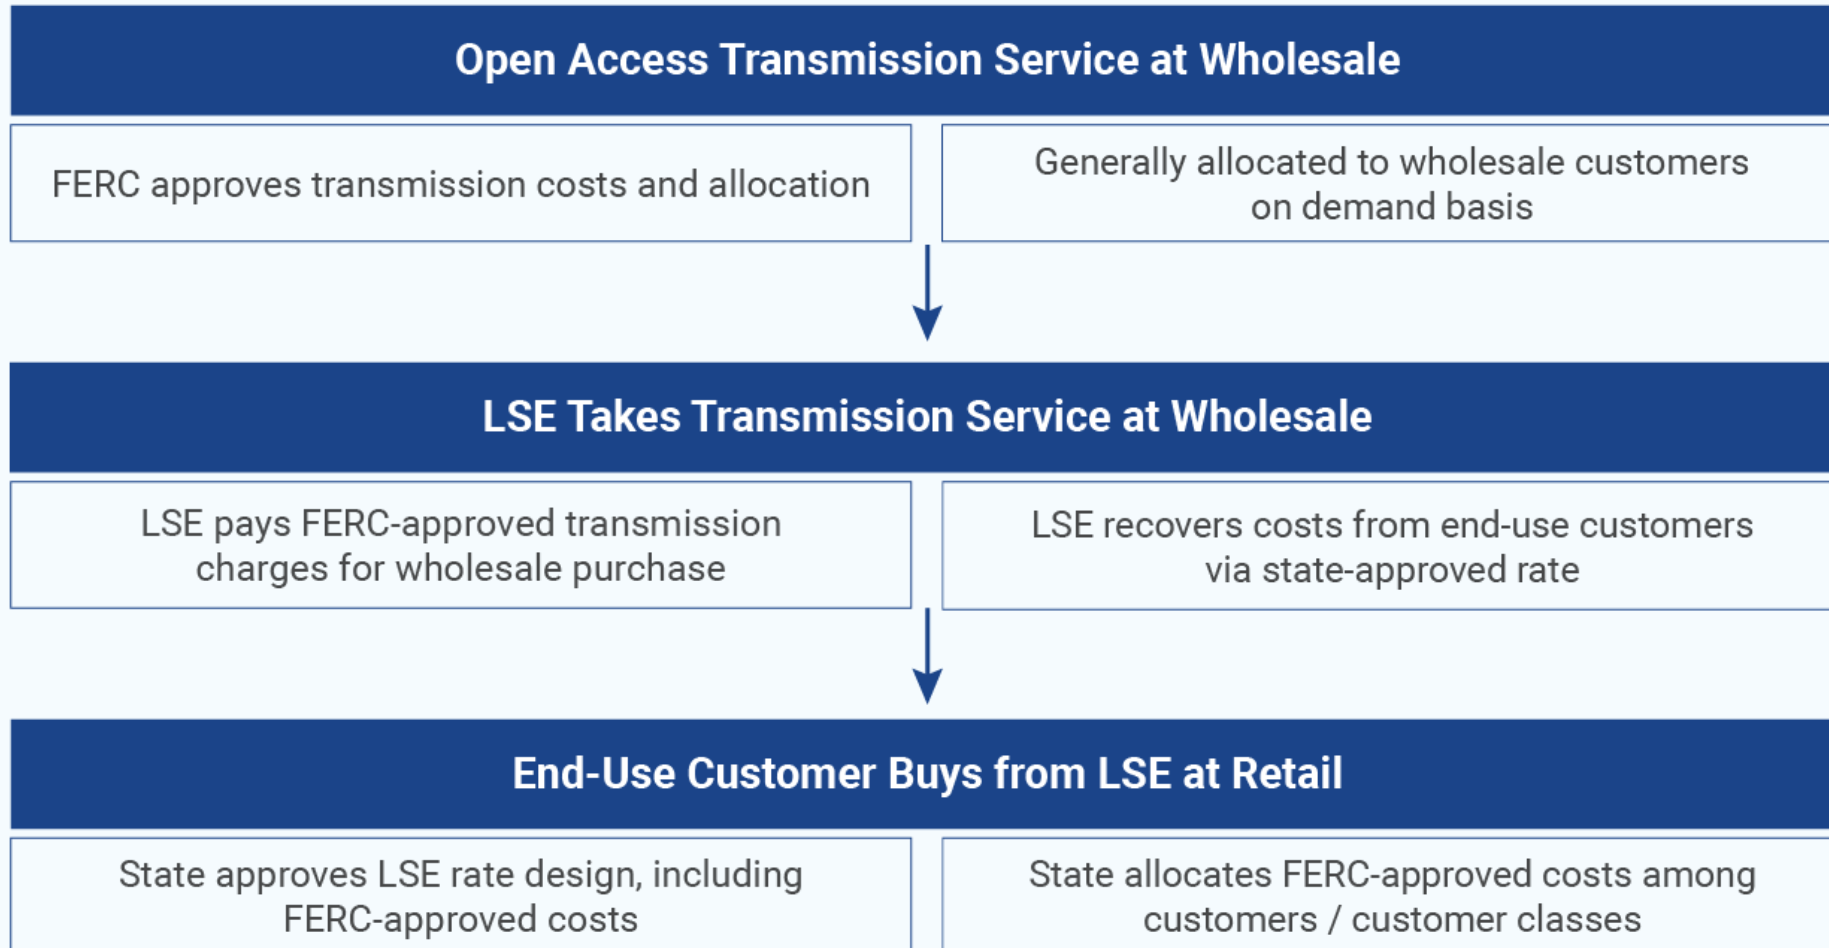 Open Access Transmission Service at Wholesale
FERC approves transmission costs and allocation
Generally allocated to wholesale customers
on demand basis
LSE Takes Transmission Service at Wholesale
LSE pays FERC-approved transmission
charges for wholesale purchase
LSE recovers costs from end-use customers
via state-approved rate
End-Use Customer Buys from LSE at Retail
State approves LSE rate design, including
FERC-approved costs
State allocates FERC-approved costs among
customers / customer classes